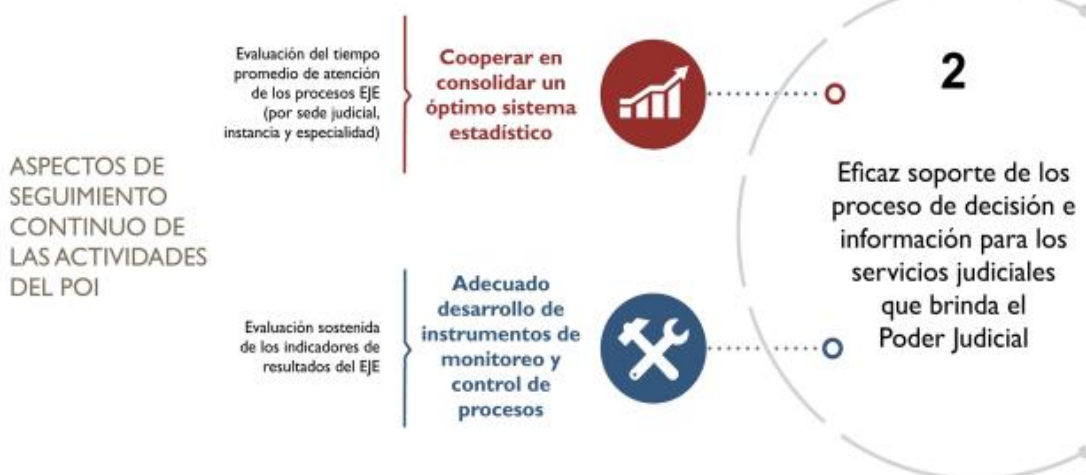 ASPECTOS DE
SEGUIMIENTO
CONTINUO DE
LAS ACTIVIDADES
DEL POI
Evaluación del tiempo
promedio de atención
de los procesos EJE
(por sede judicial,
instancia y especialidad)
Cooperar en
consolidar un
óptimo sistema
estadístico
Evaluación sostenida
de los indicadores de
resultados del EJE
Adecuado
desarrollo de
instrumentos de
monitoreo y
control de
procesos
2
Eficaz soporte de los
proceso de decisión e
información para los
servicios judiciales
que brinda el
Poder Judicial